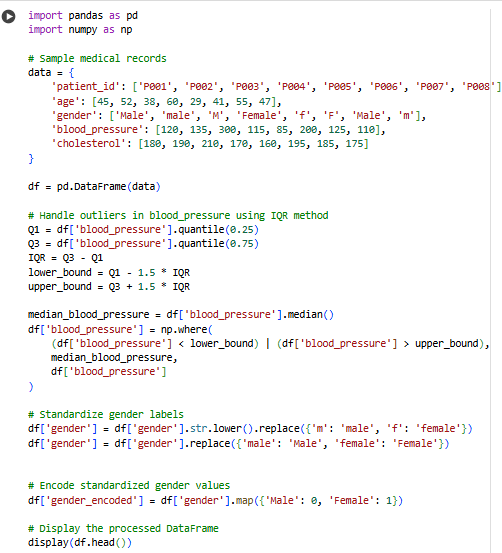 import pandas as pd
import numpy as np
# Sample medical records
data = {
    'patient_id': ['P001', 'P002', 'P003', 'P004', 'P005', 'P006', 'P007', 'P008']
    'age': [45, 52, 38, 60, 29, 41, 55, 47],
    'gender': ['Male', 'male', 'M', 'Female', 'f', 'F', 'Male', 'm'],
    'blood_pressure': [120, 135, 300, 115, 85, 200, 125, 110],
    'cholesterol': [180, 190, 210, 170, 160, 195, 185, 175]
}
df = pd.DataFrame(data)
# Handle outliers in blood_pressure using IQR method
Q1 = df['blood_pressure'].quantile(0.25)
Q3 = df['blood_pressure'].quantile(0.75)
IQR = Q3 - Q1
lower_bound = Q1 - 1.5 * IQR
upper_bound = Q3 + 1.5 * IQR
median_blood_pressure = df['blood_pressure'].median()
df['blood_pressure'] = np.where(
    (df['blood_pressure'] < lower_bound) | (df['blood_pressure'] > upper_bound),
    median_blood_pressure,
    df['blood_pressure']
)
# Standardize gender labels
df['gender'] = df['gender'].str.lower().replace({'m': 'male', 'f': 'female'})
df['gender'] = df['gender'].replace({'male': 'Male', 'female': 'Female'})
# Encode standardized gender values
df['gender_encoded'] = df['gender'].map({'Male': 0, 'Female': 1})
# Display the processed DataFrame
display(df.head())